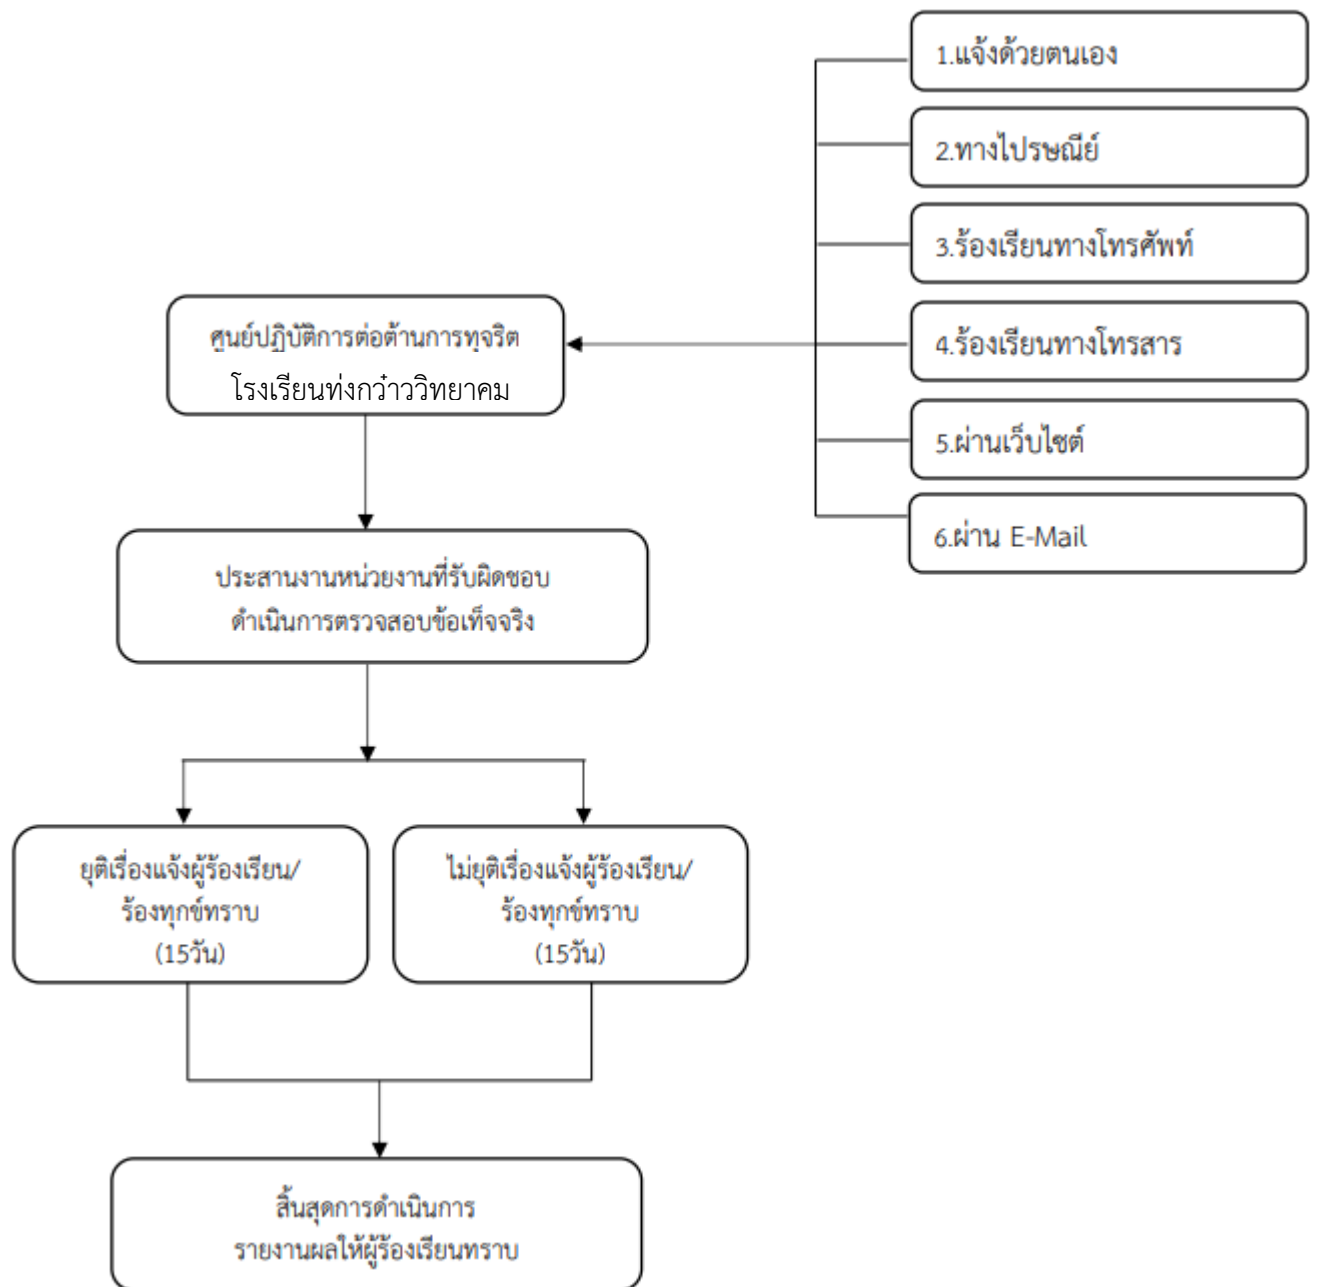 1.แจ้งด้วยตนเอง
2.ทางไปรษณีย์
3.ร้องเรียนทางโทรศัพท์
4.ร้องเรียนทางโทรสาร
5.ผ่านเว็บไซต์
6.ผ่าน E-Mail
ศูนย์ปฏิบัติการต่อต้านการทุจริต
โรงเรียนท่งกว๋าววิทยาคม
ประสานงานหน่วยงานที่รับผิดชอบ
ดำเนินการตรวจสอบข้อเท็จจริง
ยุติเรื่องแจ้งผู้ร้องเรียน/
ร้องทุกข์ทราบ
(15วัน)
ไม่ยุติเรื่องแจ้งผู้ร้องเรียน/
ร้องทุกข์ทราบ
(15วัน)
สิ้นสุดการดำเนินการ
รายงานผลให้ผู้ร้องเรียนทราบ